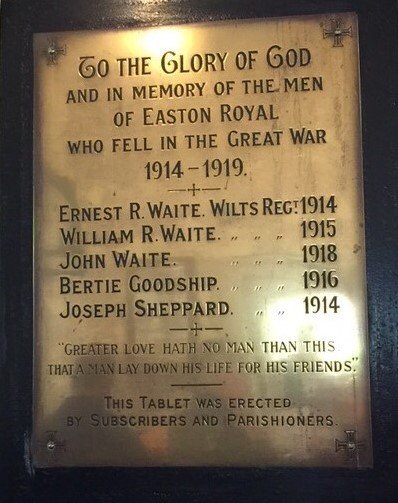 To the Glory of God
and in memory of the men
of Easton Royal
who fell in the Great War
1914-1919.
Ernest R. Waite. Wilts Regt 1914
William R. Waite. " " " 1915
John Waite. " " " 1918
Bertie Goodship. " " " 1916
Joseph Sheppard. " " 1914
"Greater love hath no man than this.
that a man lay down his life for his friends."
This Tablet was erected
by Subscribers and Parishioners.